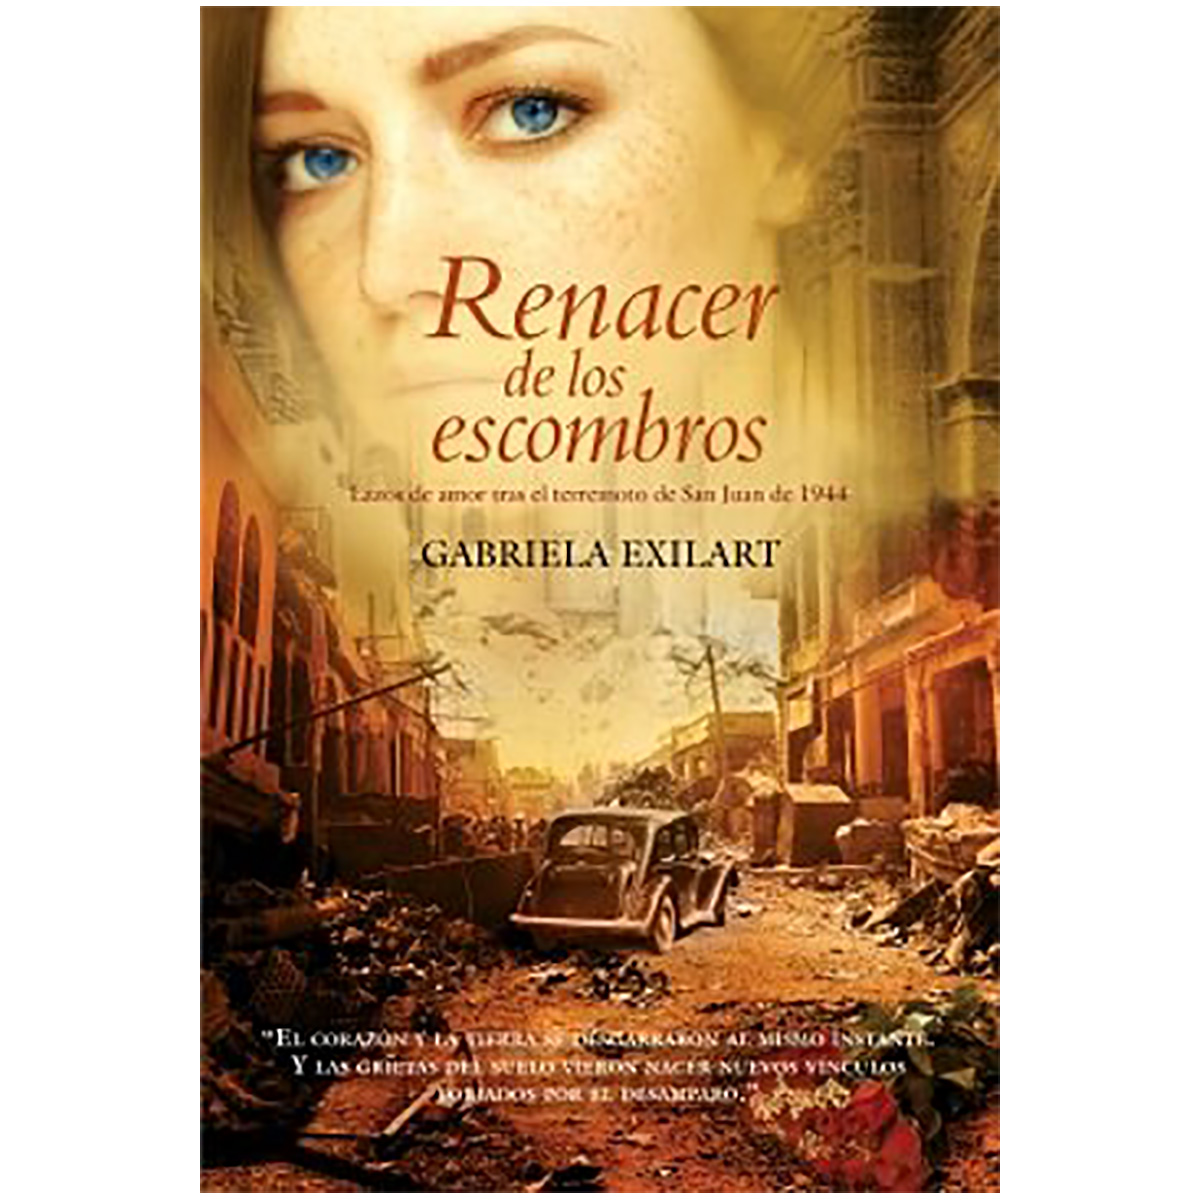 Renacer
de los
escombros
Lazos de amor tras el terremoto de San Juan de 1944
GABRIELA EXILART
"EL CORAZÓN Y LA TIERRA SE DESGARRARON AL MISMO INSTANTE.
Y LAS GRIETAS DEL SUELO VIERON NACER NUEVOS VÍNCULOS
FORJADOS POR EL DESAMPARO."